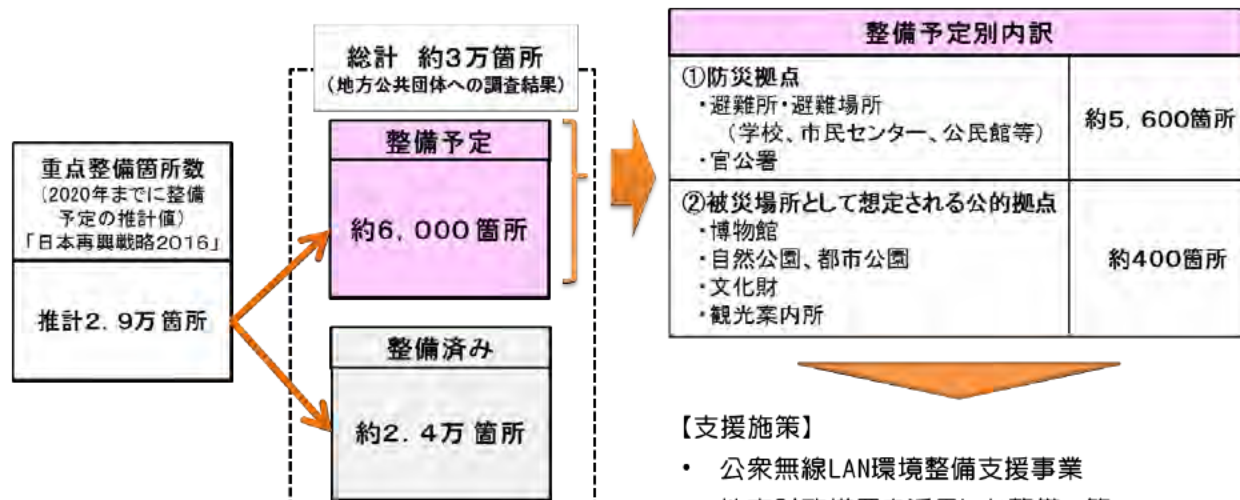 重点整備箇所数
(2020年までに整備
予定の推計値)
「日本再興戦略2016」
推計2.9万箇所
総計 約3万箇所
(地方公共団体への調査結果)
整備予定
約6,000箇所
整備済み
約2.4万箇所
整備予定別内訳
①防災拠点
・避難所・避難場所
(学校、市民センター、公民館等)
・官公署
約5,600箇所
②被災場所として想定される公的拠点
・博物館
・自然公園、都市公園
・文化財
・観光案内所
約400箇所
【支援施策】
• 公衆無線LAN環境整備支援事業